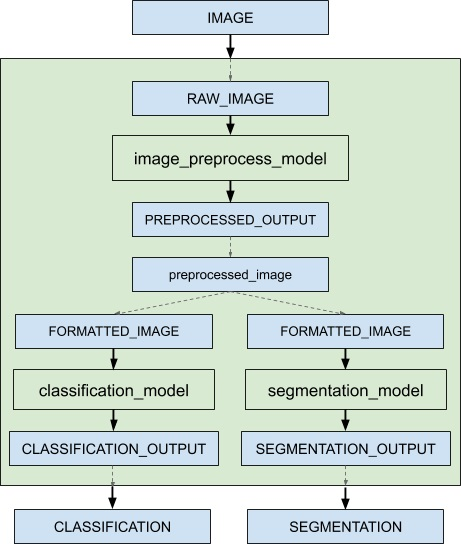 IMAGE
RAW_IMAGE
image_preprocess_model
PREPROCESSED_OUTPUT
preprocessed_image
FORMATTED_IMAGE
FORMATTED_IMAGE
classification_model
segmentation_model
CLASSIFICATION_OUTPUT
SEGMENTATION_OUTPUT
CLASSIFICATION
SEGMENTATION